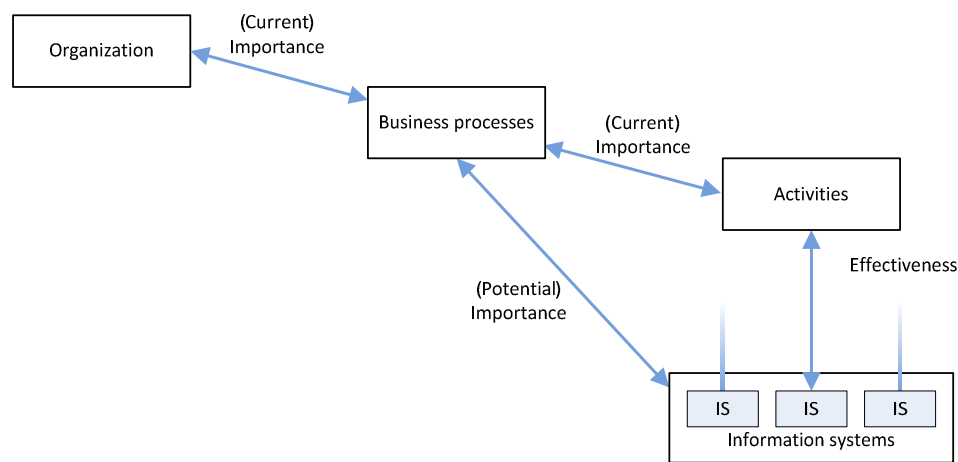 Organization
(Current)
Importance
Business processes
(Current)
Importance
Activities
Effectiveness
(Potential)
Importance
IS
IS
IS
Information systems